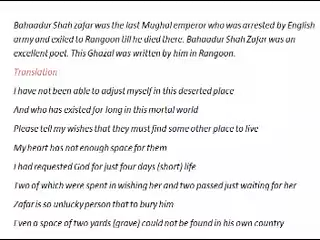 Bahaadur Shah zafar was the last Mughal emperor who was arrested by English
army and exiled to Rangoon till he died there. Bahaadur Shah Zafar was an
excellent poet. This Ghazal was written by him in Rangoon.
Translation
I have not been able to adjust myself in this deserted place
And who has existed for long in this mortal world
Please tell my wishes that they must find some other place to live
My heart has not enough space for them
I had requested God for just four days (short) life
Two of which were spent in wishing her and two passed just waiting for her
Zafar is so unlucky person that to bury him
Even a space of two yards (grave) could not be found in his own country